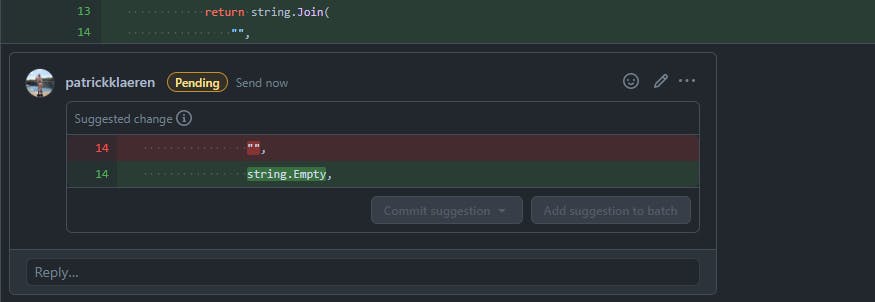 13 return string.Join(
14 "",
patrickklaeren Pending Send now
Suggested change
14 "",
14 string.Empty,
Commit suggestion Add suggestion to batch
Reply...